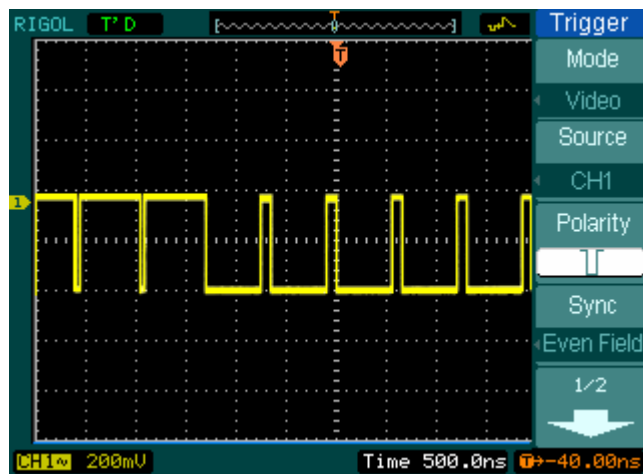 RIGOL T'D
T
1
Trigger
Mode
Video
Source
CH1
Polarity
Sync
Even Field
1/2
CH1~ 200mV Time 500.0ns T→-40.00ns